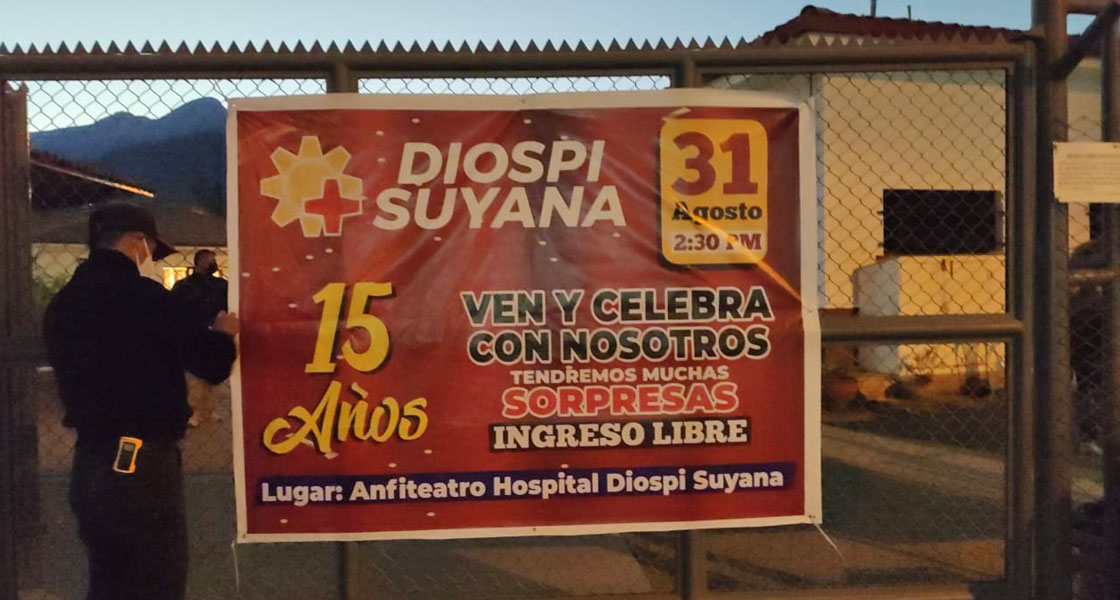 DIOSPI
SUYANA
31
Agosto
2:30 PM
15
Años
VEN Y CELEBRA
CON NOSOTROS
TENDREMOS MUCHAS
SORPRESAS
INGRESO LIBRE
Lugar: Anfiteatro Hospital Diospi Suyana